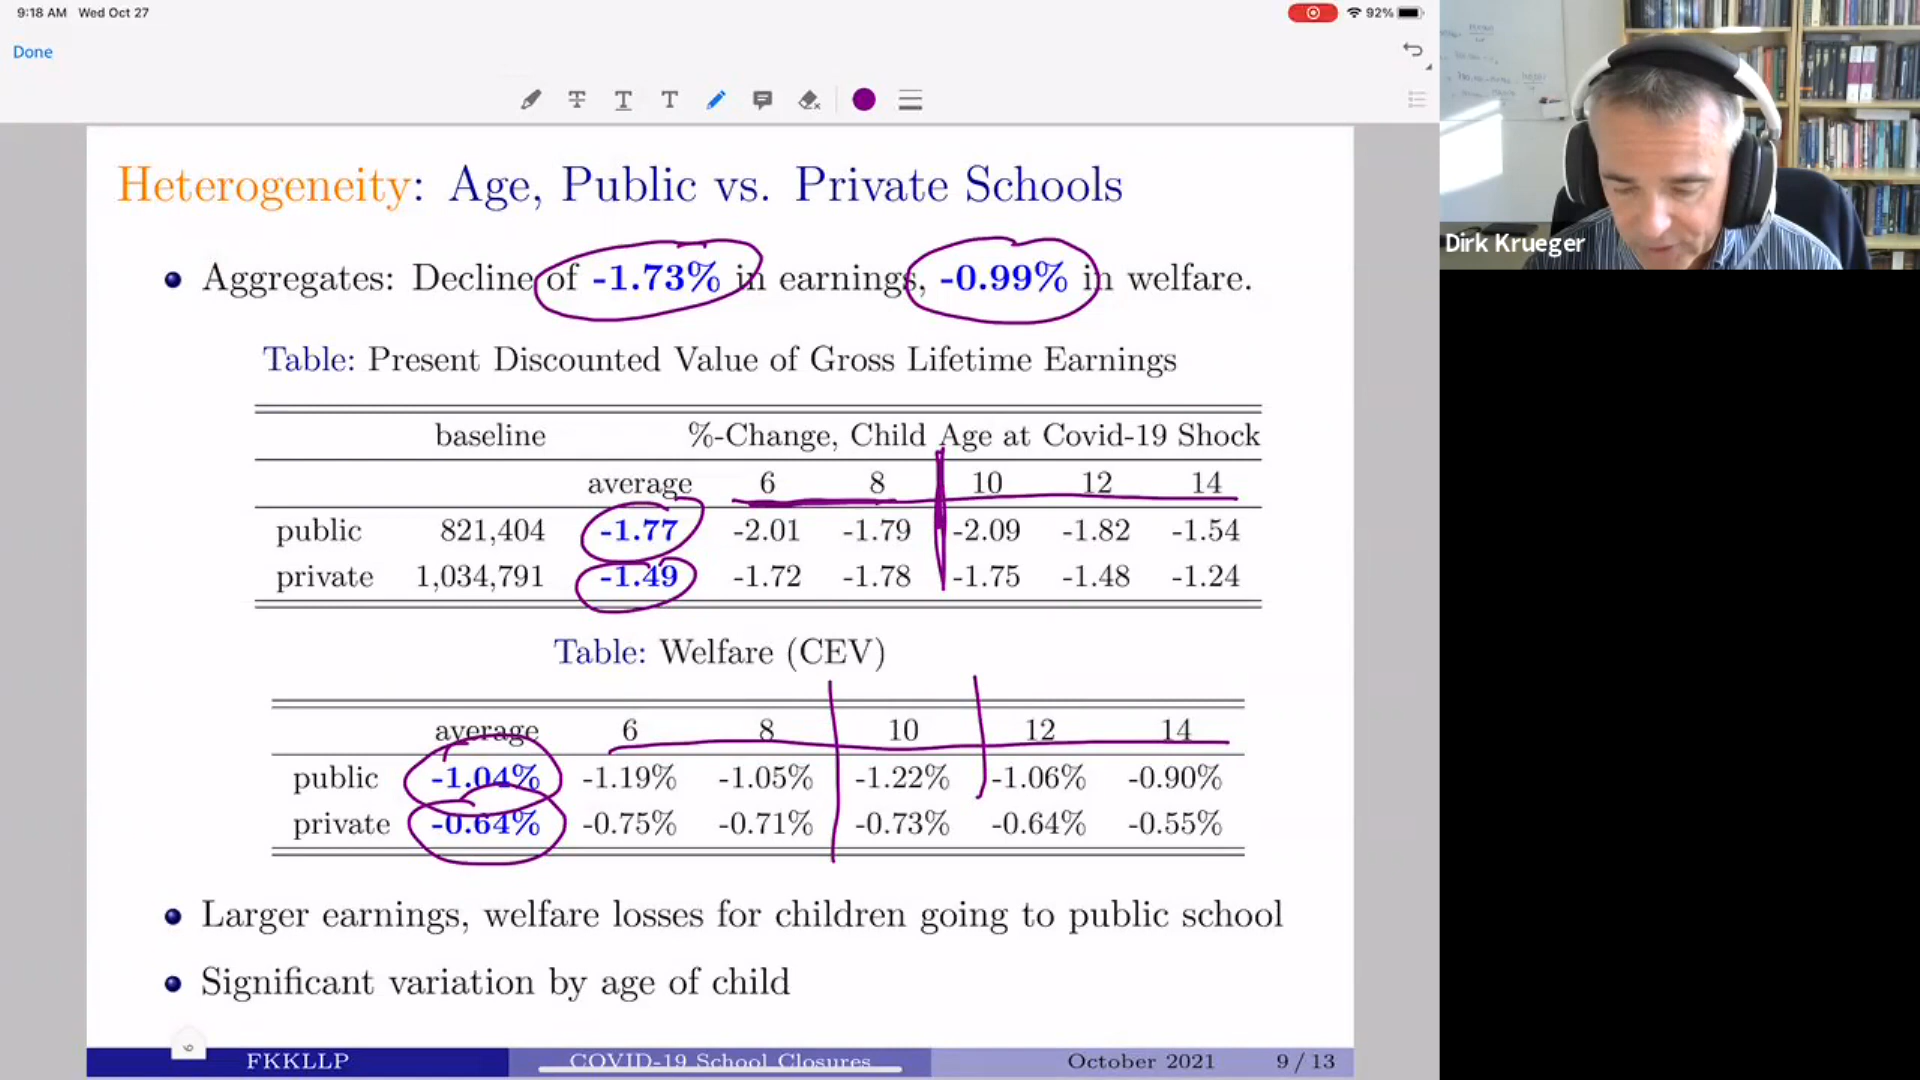 9:18 AM Wed Oct 27
92%
Done
Heterogeneity: Age, Public vs. Private Schools
Aggregates: Decline of -1.73% in earnings, -0.99% in welfare.
Table: Present Discounted Value of Gross Lifetime Earnings
baseline %-Change, Child Age at Covid-19 Shock
average 6 8 10 12 14
public 821,404 -1.77 -2.01 -1.79 -2.09 -1.82 -1.54
private 1,034,791 -1.49 -1.72 -1.78 -1.75 -1.48 -1.24
Table: Welfare (CEV)
average 6 8 10 12 14
public -1.04% -1.19% -1.05% -1.22% -1.06% -0.90%
private -0.64% -0.75% -0.71% -0.73% -0.64% -0.55%
Larger earnings, welfare losses for children going to public school
Significant variation by age of child
FKKLLP COVID-19 School Closures October 2021 9 / 13
Dirk Krueger